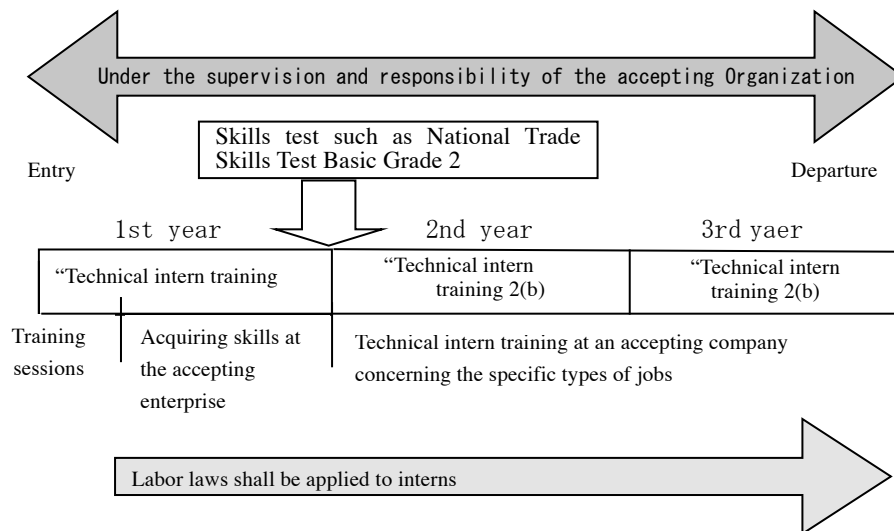 Under the supervision and responsibility of the accepting Organization
Skills test such as National Trade
Skills Test Basic Grade 2
Entry
Departure
1st year
2nd year
3rd yaer
“Technical intern training
“Technical intern
training 2(b)
“Technical intern
training 2(b)
Training
sessions
Acquiring skills at
the accepting
enterprise
Technical intern training at an accepting company
concerning the specific types of jobs
Labor laws shall be applied to interns